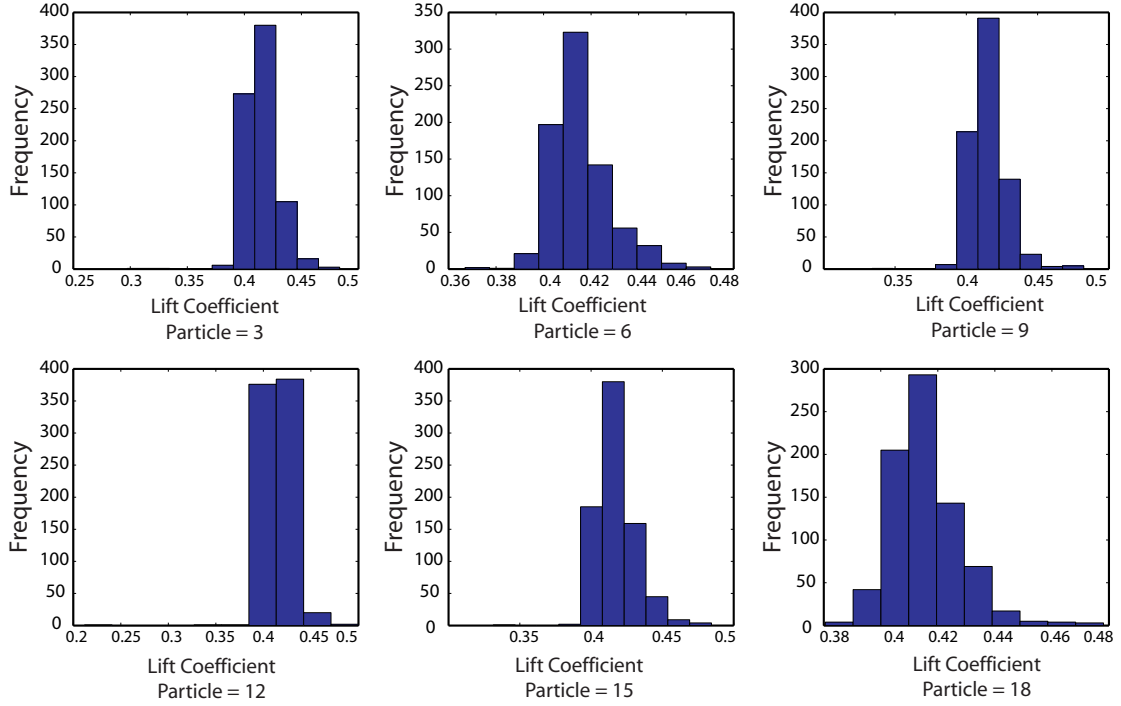 400
350
300
250
200
150
100
50
0
Frequency
0.25 0.3 0.35 0.4 0.45 0.5
Lift Coefficient
Particle = 3
350
300
250
200
150
100
50
0
Frequency
0.36 0.38 0.4 0.42 0.44 0.46 0.48
Lift Coefficient
Particle = 6
400
350
300
250
200
150
100
50
0
Frequency
0.35 0.4 0.45 0.5
Lift Coefficient
Particle = 9
400
350
300
250
200
150
100
50
0
Frequency
0.2 0.25 0.3 0.35 0.4 0.45 0.5
Lift Coefficient
Particle = 12
400
350
300
250
200
150
100
50
0
Frequency
0.35 0.4 0.45 0.5
Lift Coefficient
Particle = 15
300
250
200
150
100
50
0
Frequency
0.38 0.4 0.42 0.44 0.46 0.48
Lift Coefficient
Particle = 18